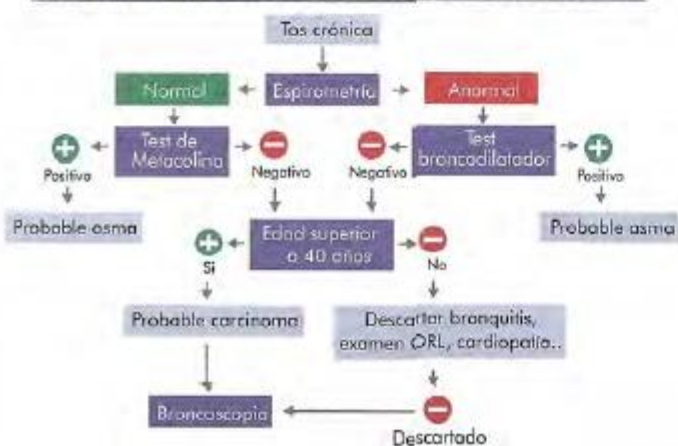 Tos crónica
Normal
Espirometría
Anormal
Test de
Metacolina
Test
broncodilatador
Positivo
Negativo
Negativo
Positivo
Probable asma
Edad superior
a 40 años
Probable asma
Si
No
Probable carcinoma
Descartar bronquitis,
examen ORL, cardiopatía..
Broncoscopia
Descartado